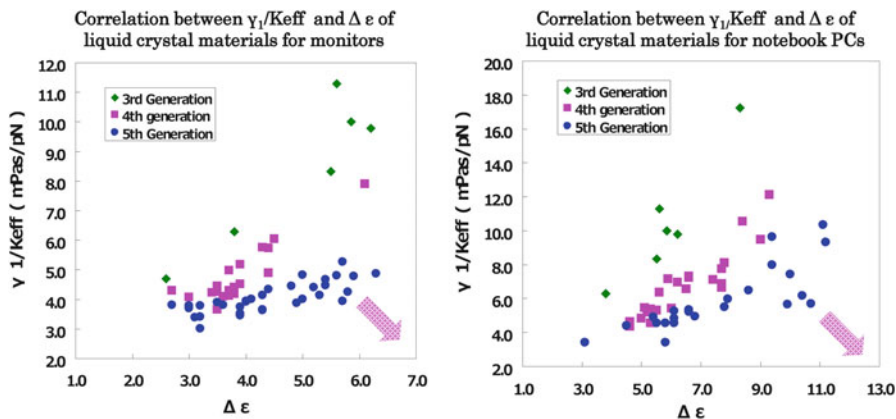 Correlation between γ₁/Keff and Δ ε of
liquid crystal materials for monitors
12.0
11.0
10.0
9.0
8.0
7.0
6.0
5.0
4.0
3.0
2.0
γ 1/Keff ( mPas/pN)
3rd Generation
4th generation
5th Generation
1.0 2.0 3.0 4.0 5.0 6.0 7.0
Δ ε
Correlation between γ₁/Keff and Δ ε of
liquid crystal materials for notebook PCs
20.0
18.0
16.0
14.0
12.0
10.0
8.0
6.0
4.0
2.0
γ 1/Keff ( mPas/pN)
3rd Generation
4th generation
5th Generation
1.0 3.0 5.0 7.0 9.0 11.0 13.0
Δ ε